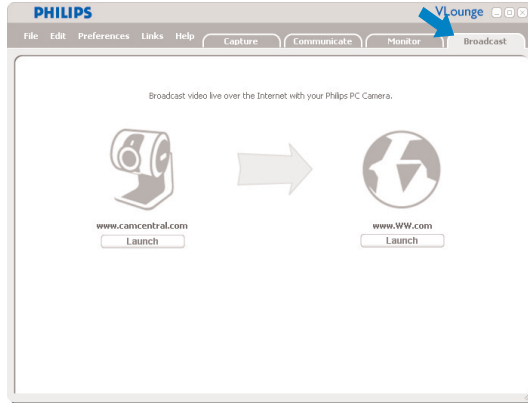 PHILIPS VLounge
File Edit Preferences Links Help Capture Communicate Monitor Broadcast
Broadcast video live over the Internet with your Philips PC Camera.
www.camcentral.com www.WW.com
Launch Launch